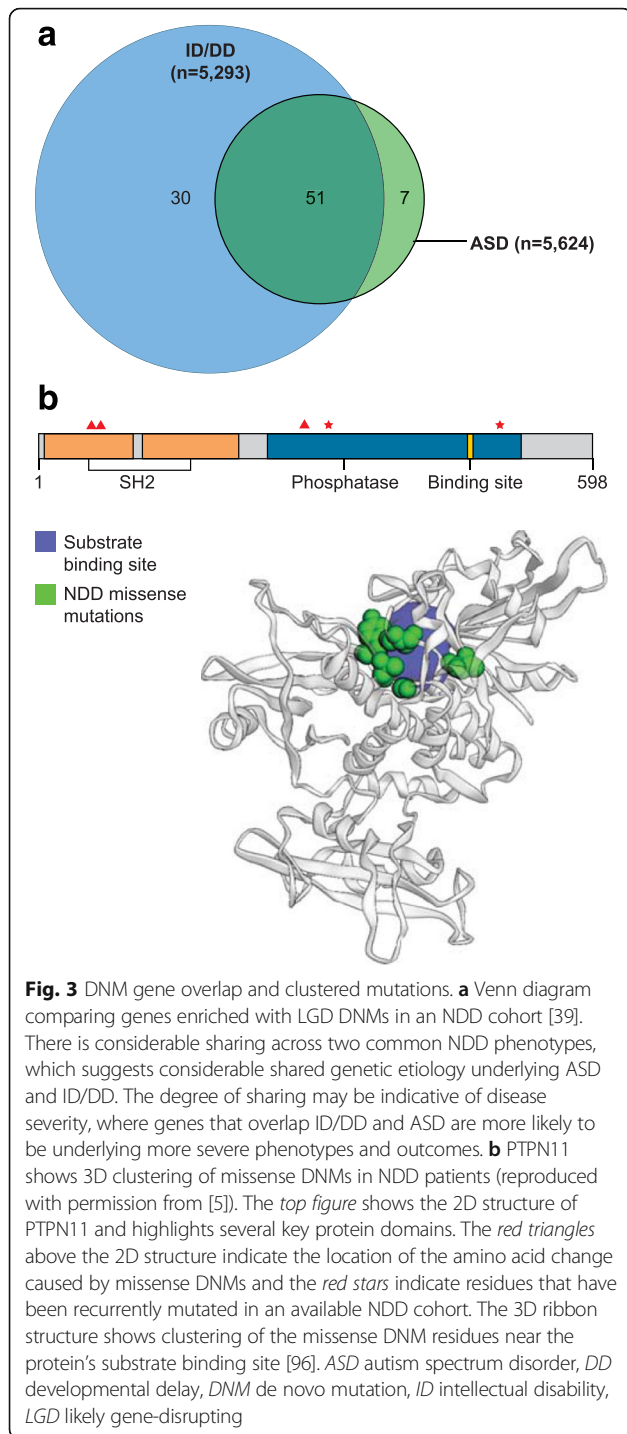 a
ID/DD
(n=5,293)
30
51
7
ASD (n=5,624)
b
1
SH2
Phosphatase
Binding site
598
Substrate
binding site
NDD missense
mutations
Fig. 3 DNM gene overlap and clustered mutations. a Venn diagram
comparing genes enriched with LGD DNMs in an NDD cohort [39].
There is considerable sharing across two common NDD phenotypes,
which suggests considerable shared genetic etiology underlying ASD
and ID/DD. The degree of sharing may be indicative of disease
severity, where genes that overlap ID/DD and ASD are more likely to
be underlying more severe phenotypes and outcomes. b PTPN11
shows 3D clustering of missense DNMs in NDD patients (reproduced
with permission from [5]). The top figure shows the 2D structure of
PTPN11 and highlights several key protein domains. The red triangles
above the 2D structure indicate the location of the amino acid change
caused by missense DNMs and the red stars indicate residues that have
been recurrently mutated in an available NDD cohort. The 3D ribbon
structure shows clustering of the missense DNM residues near the
protein's substrate binding site [96]. ASD autism spectrum disorder, DD
developmental delay, DNM de novo mutation, ID intellectual disability,
LGD likely gene-disrupting